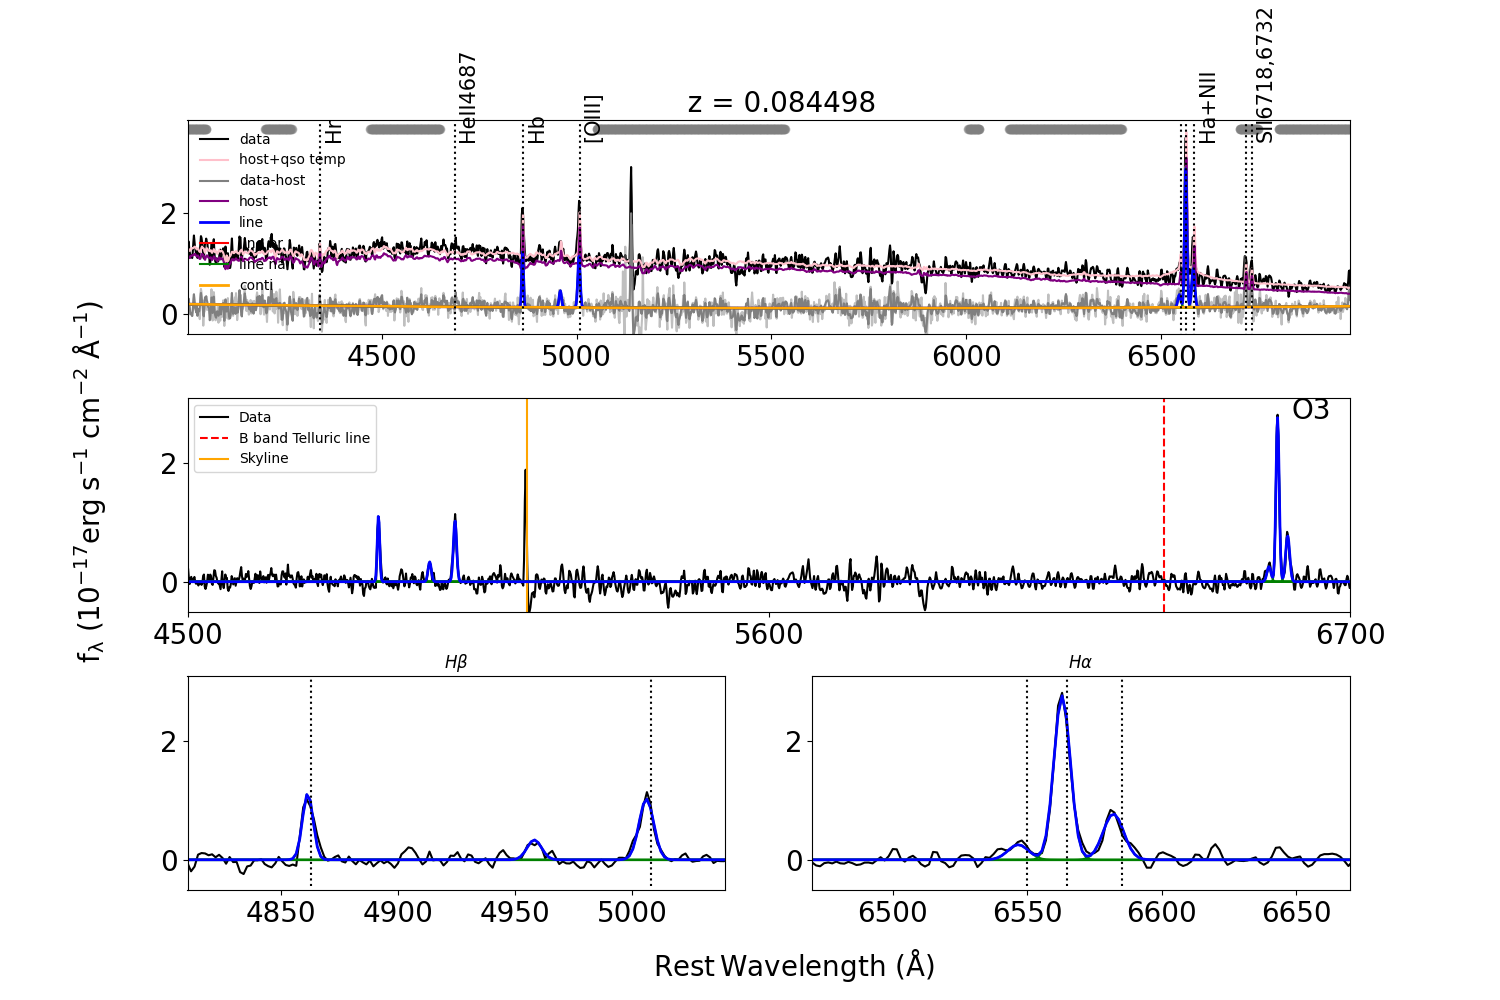 z = 0.084498
Hr
HeII4687
Hb
[OIII]
Ha+NII
SII6718,6732
data
host+qso temp
data-host
host
line
line na
conti
2
0
4500
5000
5500
6000
6500
Data
B band Telluric line
Skyline
O3
2
0
4500
5600
6700
fλ (10⁻¹⁷erg s⁻¹ cm⁻² Å⁻¹)
Hβ
2
0
4850
4900
4950
5000
Hα
2
0
6500
6550
6600
6650
Rest Wavelength (Å)